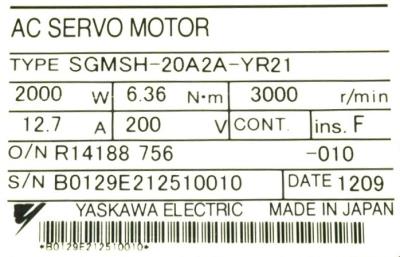 AC SERVO MOTOR
TYPE SGMSH-20A2A-YR21
2000 W 6.36 N·m 3000 r/min
12.7 A 200 V CONT. ins. F
O/N R14188 756 -010
S/N B0129E212510010 DATE 1209
YASKAWA ELECTRIC MADE IN JAPAN
*B0129E212510010*